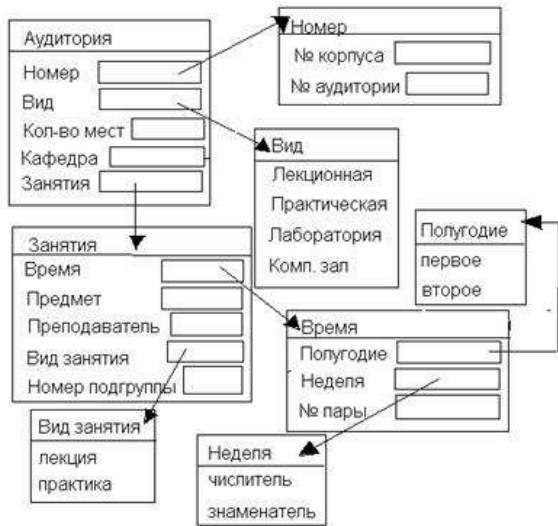 Аудитория
Номер
Вид
Кол-во мест
Кафедра
Занятия
Номер
№ корпуса
№ аудитории
Вид
Лекционная
Практическая
Лаборатория
Комп. зал
Полугодие
первое
второе
Занятия
Время
Предмет
Преподаватель
Вид занятия
Номер подгруппы
Время
Полугодие
Неделя
№ пары
Вид занятия
лекция
практика
Неделя
числитель
знаменатель